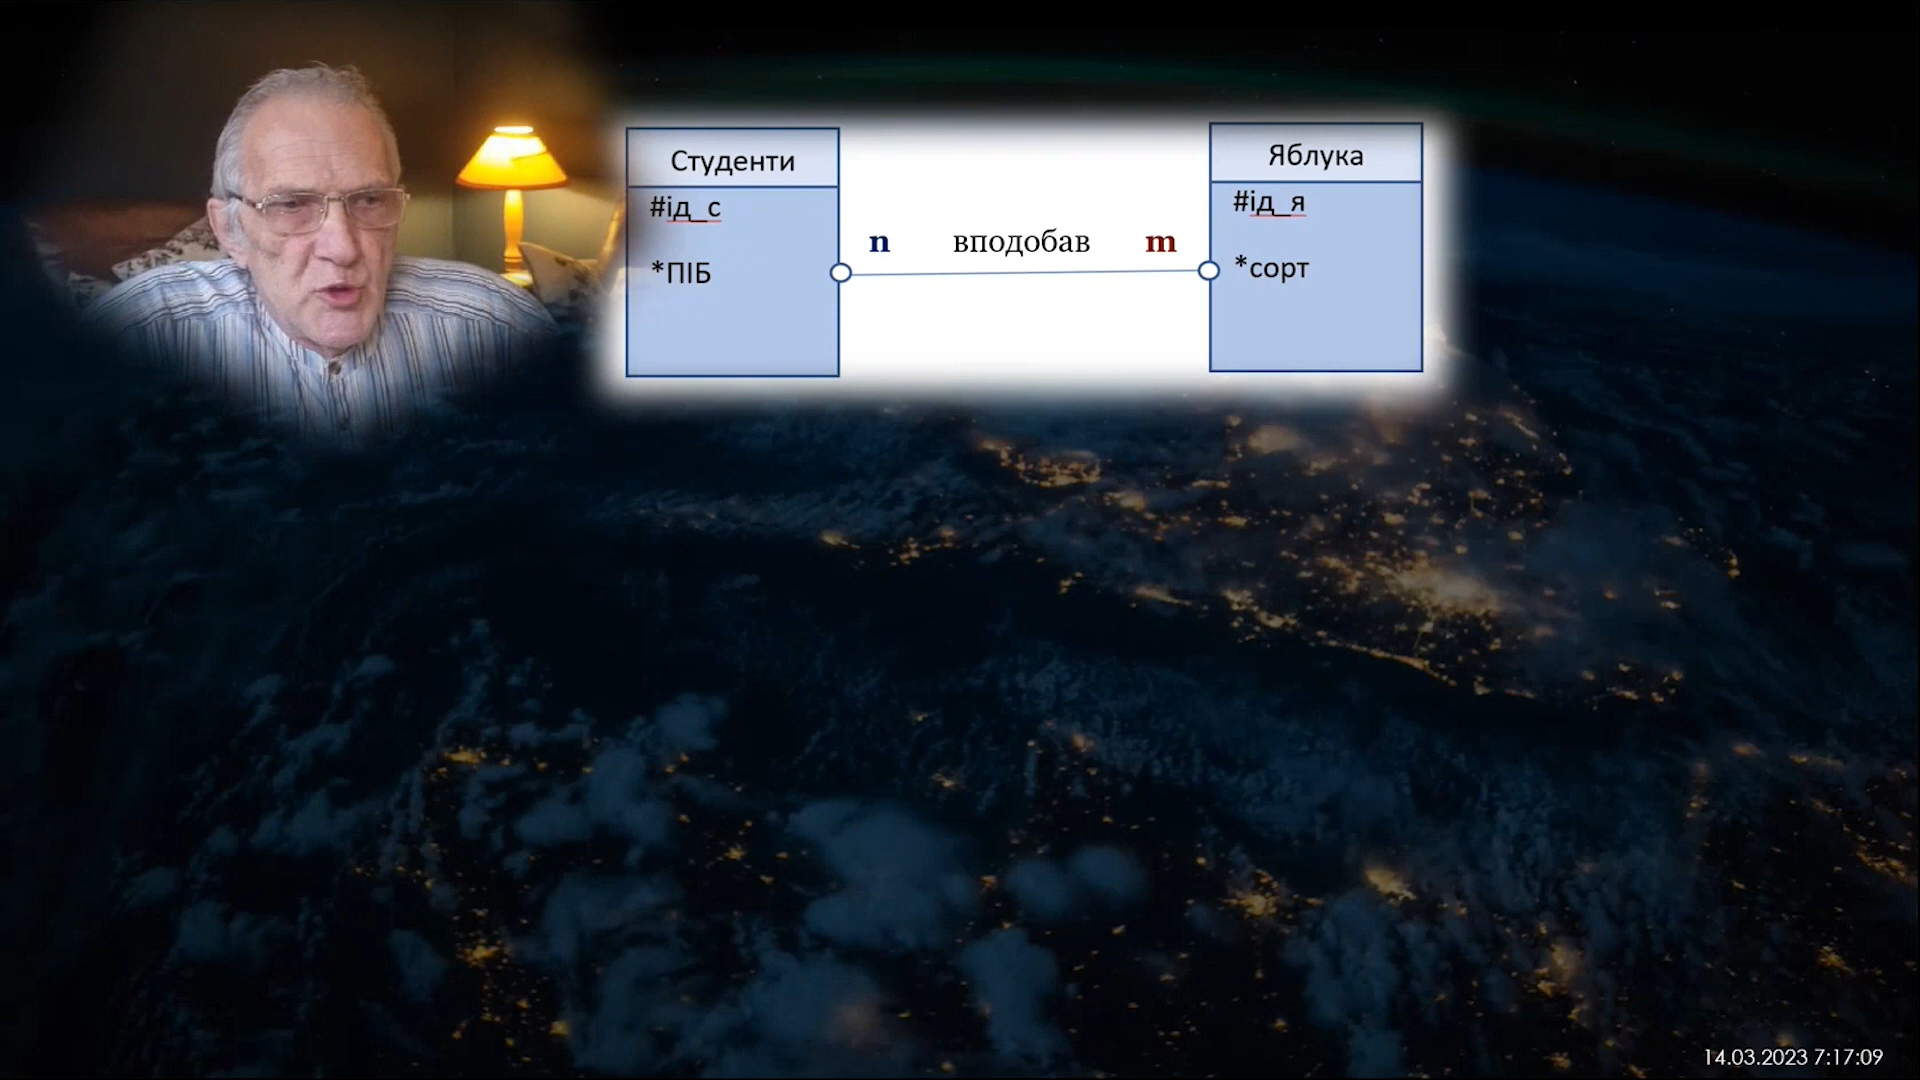 Студенти
#ід_с
*ПІБ
n вподобав m
Яблука
#ід_я
*сорт
14.03.2023 7:17:09